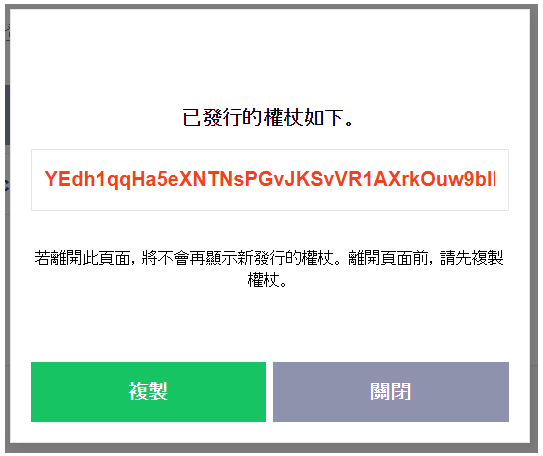 已發行的權杖如下。
YEdh1qqHa5eXNTNsPGvJKSvVR1AXrkOuw9bll
若離開此頁面, 將不會再顯示新發行的權杖。離開頁面前, 請先複製
權杖。
複製
關閉